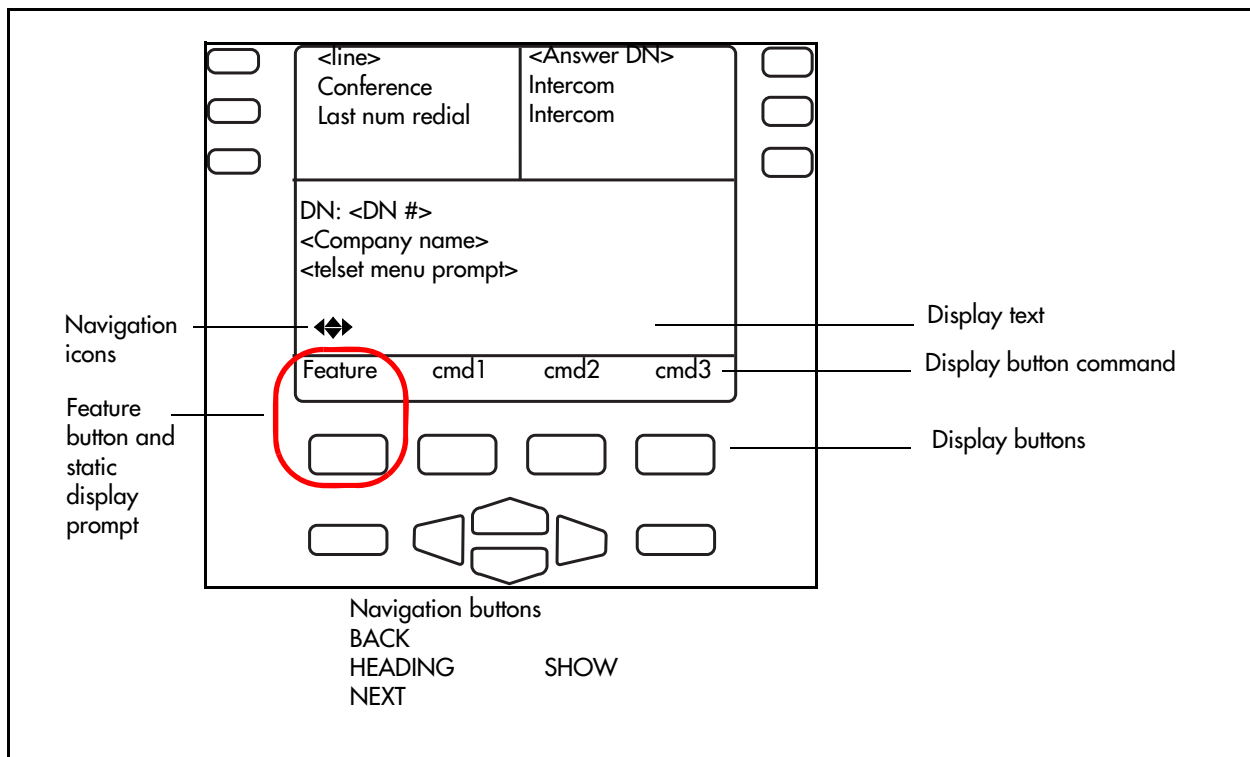 <line>
Conference
Last num redial
<Answer DN>
Intercom
Intercom
DN: <DN #>
<Company name>
<telset menu prompt>
Navigation
icons
Display text
Feature cmd1 cmd2 cmd3
Display button command
Feature
button and
static
display
prompt
Display buttons
Navigation buttons
BACK
HEADING SHOW
NEXT